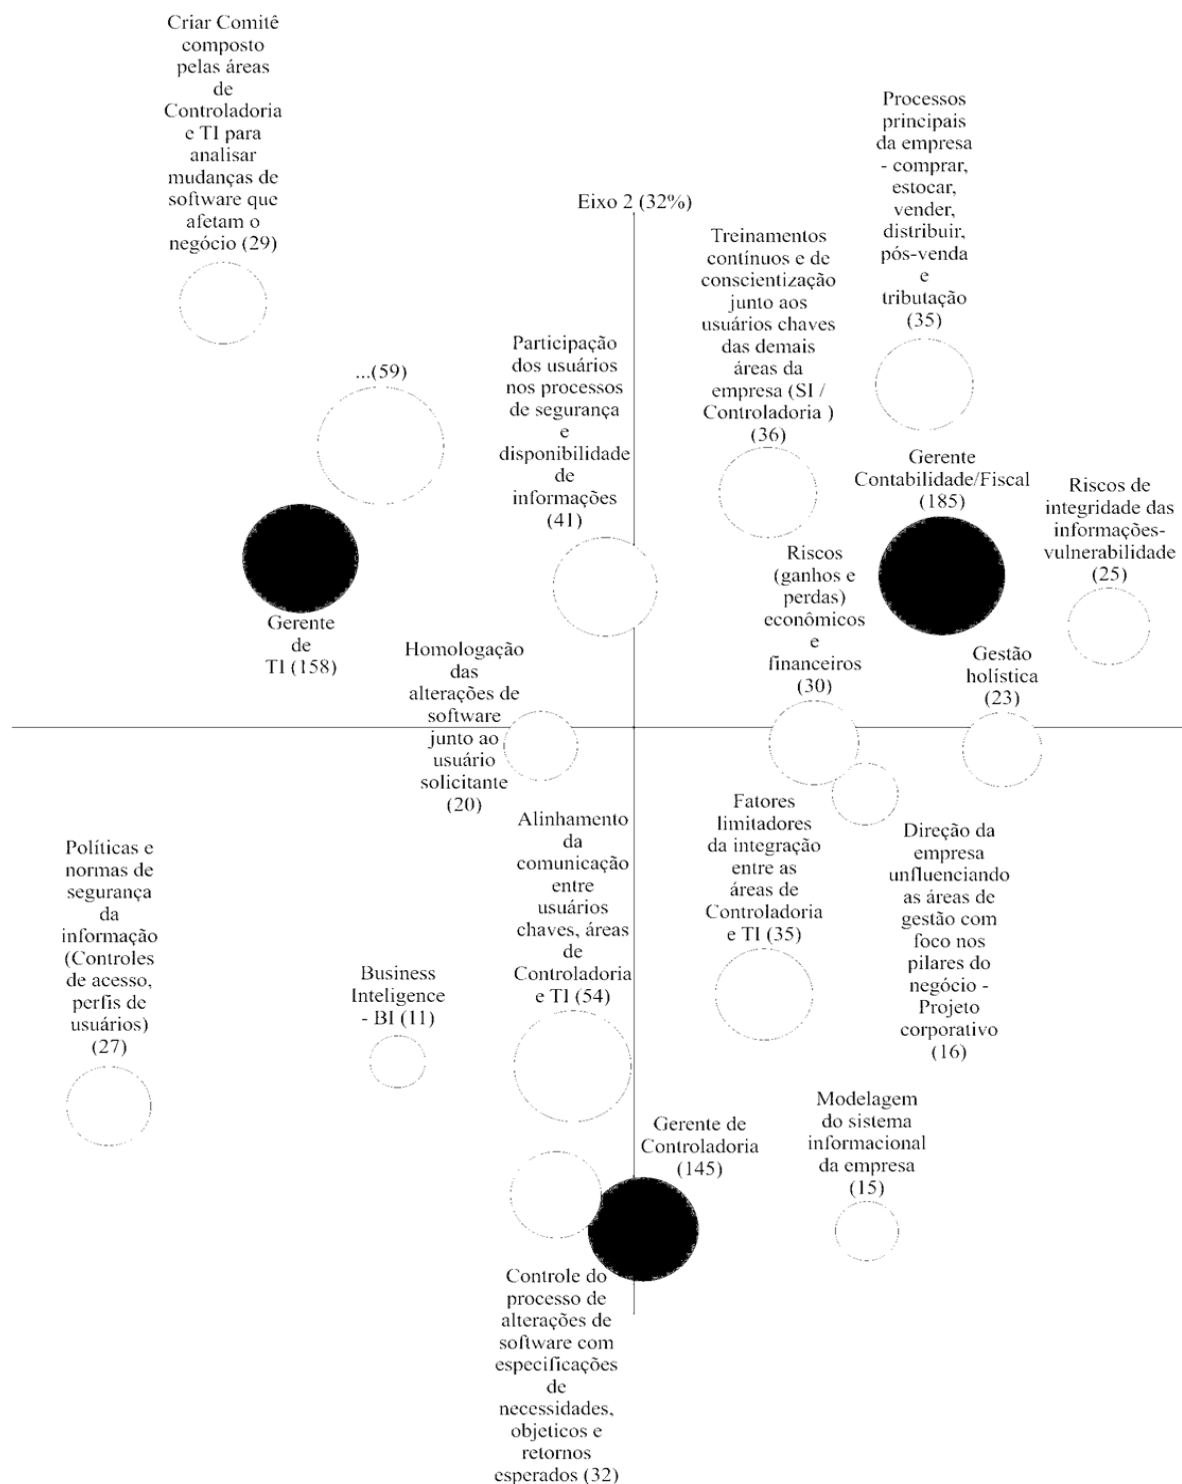 Criar Comitê
composto
pelas áreas
de
Controladoria
e TI para
analisar
mudanças de
software que
afetam o
negócio (29)
Processos
principais
da empresa
- comprar,
estocar,
vender,
distribuir,
pós-venda
e
tributação
(35)
Eixo 2 (32%)
Treinamentos
contínuos e de
conscientização
junto aos
usuários chaves
das demais
áreas da
empresa (SI /
Controladoria )
(36)
Participação
dos usuários
nos processos
de segurança
e
disponibilidade
de
informações
(41)
...(59)
Gerente
Contabilidade/Fiscal
(185)
Riscos de
integridade das
informações-
vulnerabilidade
(25)
Riscos
(ganhos e
perdas)
econômicos
e
financeiros
(30)
Gerente
de
TI (158)
Homologação
das
alterações de
software
junto ao
usuário
solicitante
(20)
Gestão
holística
(23)
Fatores
limitadores
da integração
entre as
áreas de
Controladoria
e TI (35)
Alinhamento
da
comunicação
entre
usuários
chaves, áreas
de
Controladoria
e TI (54)
Direção da
empresa
unfluenciando
as áreas de
gestão com
foco nos
pilares do
negócio -
Projeto
corporativo
(16)
Políticas e
normas de
segurança
da
informação
(Controles
de acesso,
perfis de
usuários)
(27)
Business
Inteligence
- BI (11)
Modelagem
do sistema
informacional
da empresa
(15)
Gerente de
Controladoria
(145)
Controle do
processo de
alterações de
software com
especificações
de
necessidades,
objeticos e
retornos
esperados (32)